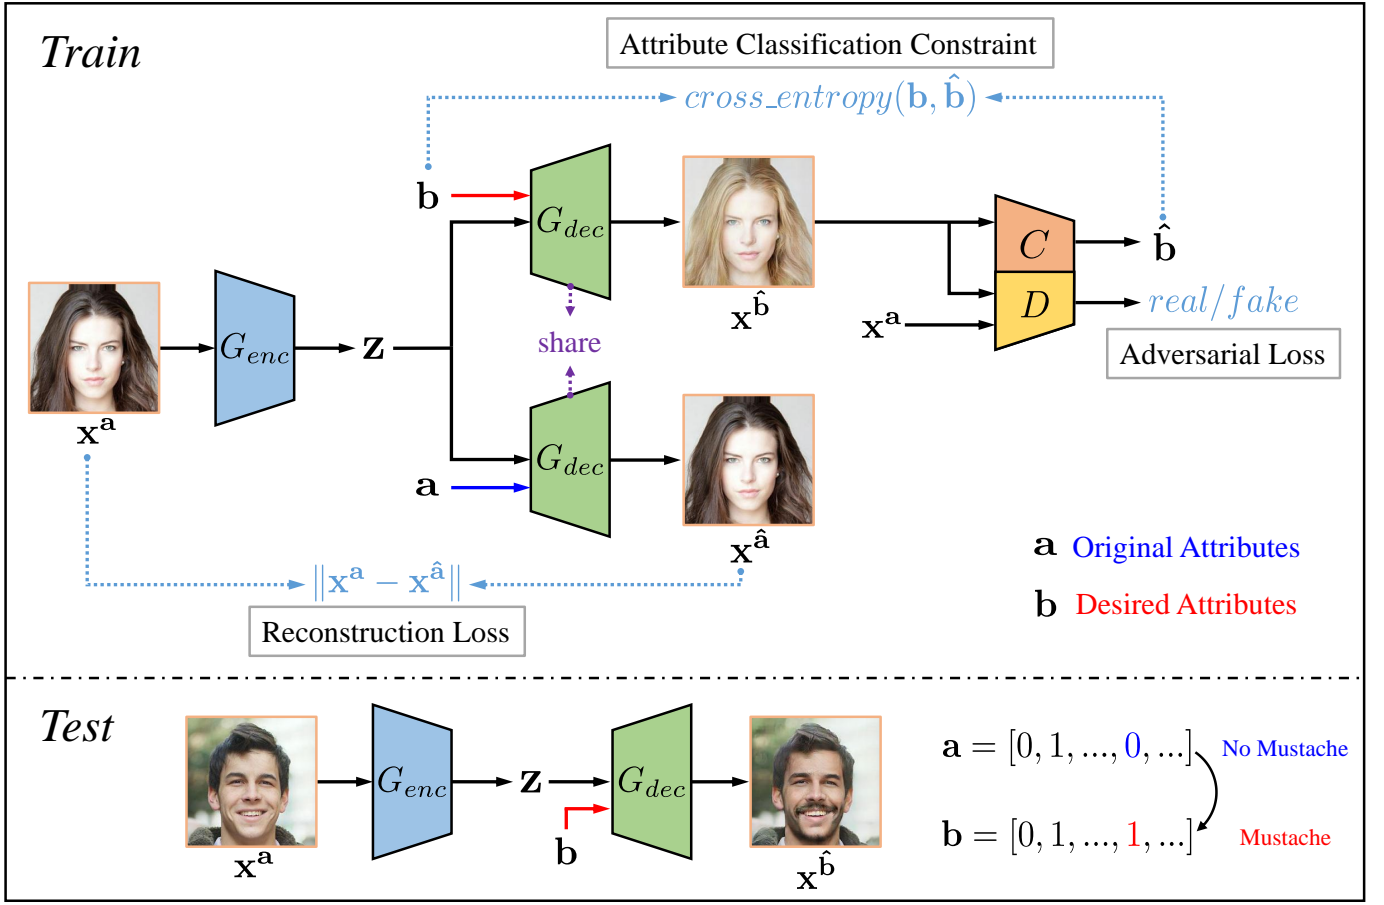 Train
Attribute Classification Constraint
cross_entropy(b, b̂)
b
G_dec
C
b̂
x^b̂
D
real/fake
x^a
share
Adversarial Loss
G_enc
z
x^a
G_dec
a
x^â
a Original Attributes
‖x^a − x^â‖
b Desired Attributes
Reconstruction Loss
Test
a = [0, 1, ..., 0, ...] No Mustache
G_enc
z
G_dec
b = [0, 1, ..., 1, ...] Mustache
b
x^a
x^b̂